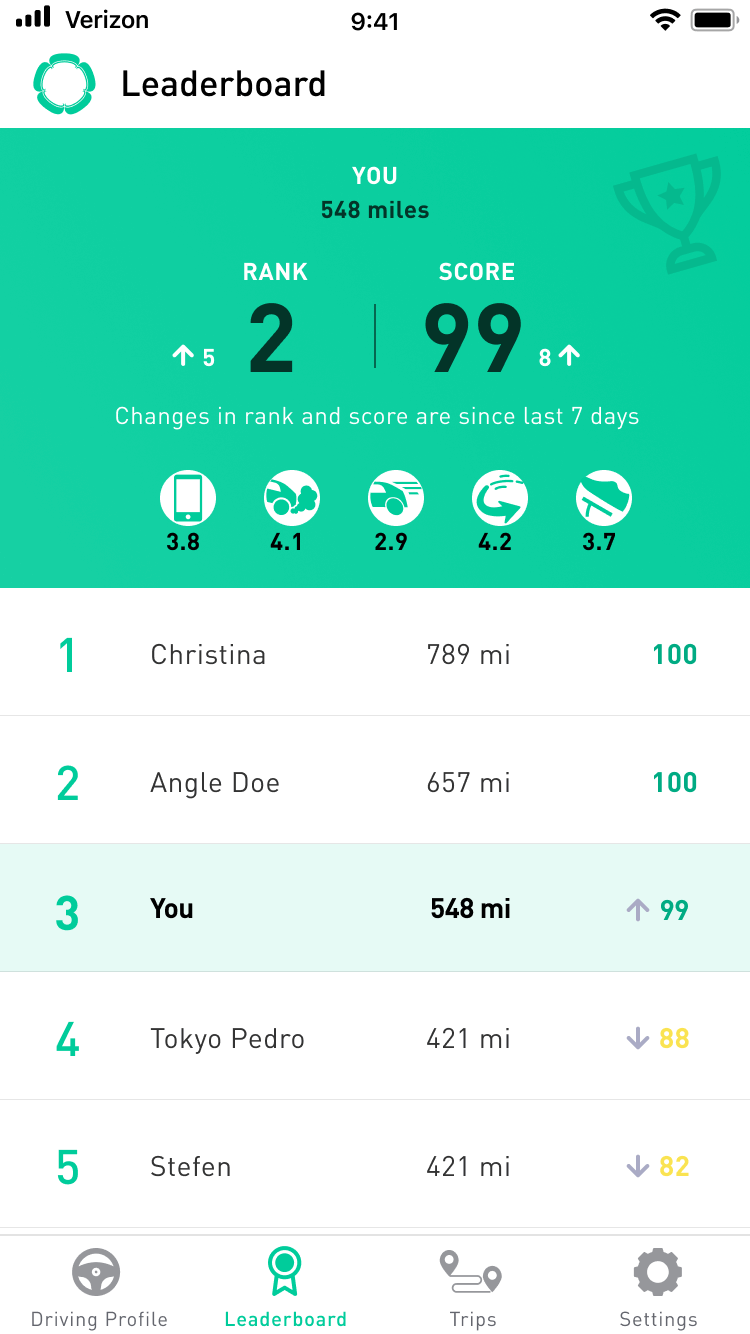 Verizon 9:41
Leaderboard
YOU
548 miles
RANK SCORE
5 2 99 8
Changes in rank and score are since last 7 days
3.8 4.1 2.9 4.2 3.7
1 Christina 789 mi 100
2 Angle Doe 657 mi 100
3 You 548 mi 99
4 Tokyo Pedro 421 mi 88
5 Stefen 421 mi 82
Driving Profile Leaderboard Trips Settings